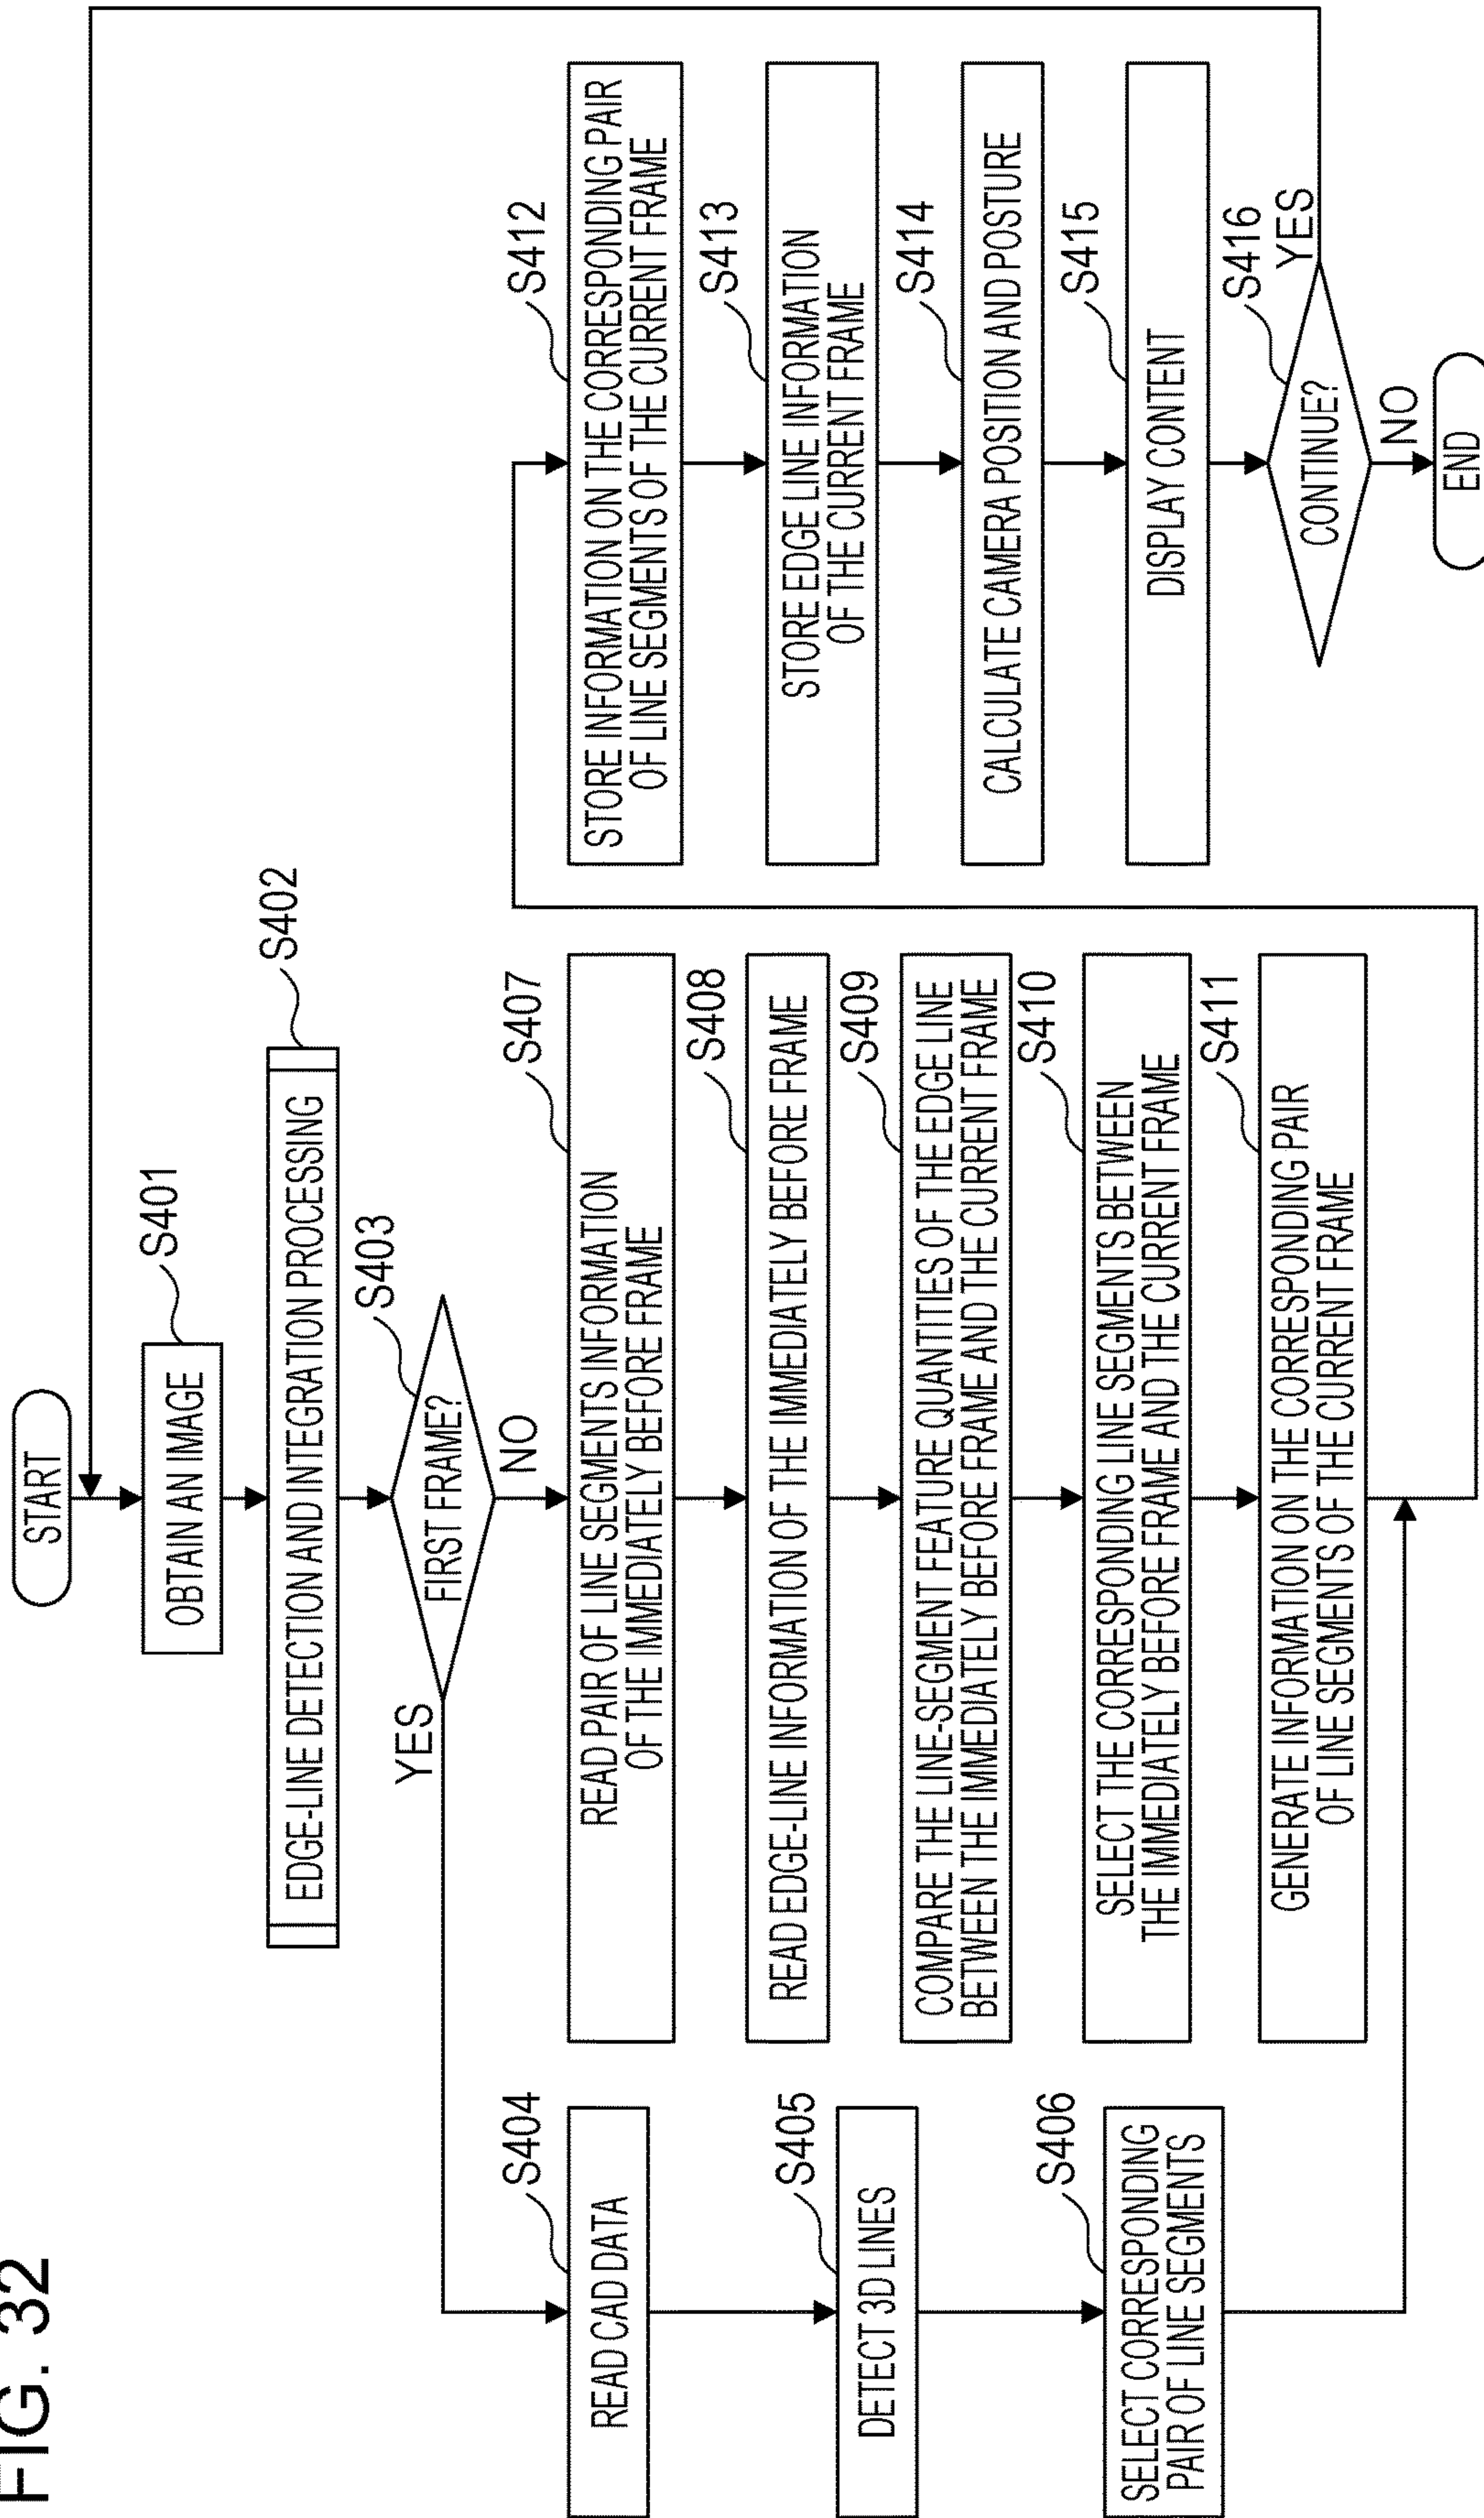 FIG. 32
START
OBTAIN AN IMAGE
S401
EDGE-LINE DETECTION AND INTEGRATION PROCESSING
S402
FIRST FRAME?
S403
YES
NO
READ CAD DATA
S404
DETECT 3D LINES
S405
SELECT CORRESPONDING
PAIR OF LINE SEGMENTS
S406
READ PAIR OF LINE SEGMENTS INFORMATION
OF THE IMMEDIATELY BEFORE FRAME
S407
READ EDGE-LINE INFORMATION OF THE IMMEDIATELY BEFORE FRAME
S408
COMPARE THE LINE-SEGMENT FEATURE QUANTITIES OF THE EDGE LINE
BETWEEN THE IMMEDIATELY BEFORE FRAME AND THE CURRENT FRAME
S409
SELECT THE CORRESPONDING LINE SEGMENTS BETWEEN
THE IMMEDIATELY BEFORE FRAME AND THE CURRENT FRAME
S410
GENERATE INFORMATION ON THE CORRESPONDING PAIR
OF LINE SEGMENTS OF THE CURRENT FRAME
S411
STORE INFORMATION ON THE CORRESPONDING PAIR
OF LINE SEGMENTS OF THE CURRENT FRAME
S412
STORE EDGE LINE INFORMATION
OF THE CURRENT FRAME
S413
CALCULATE CAMERA POSITION AND POSTURE
S414
DISPLAY CONTENT
S415
CONTINUE?
S416
YES
NO
END